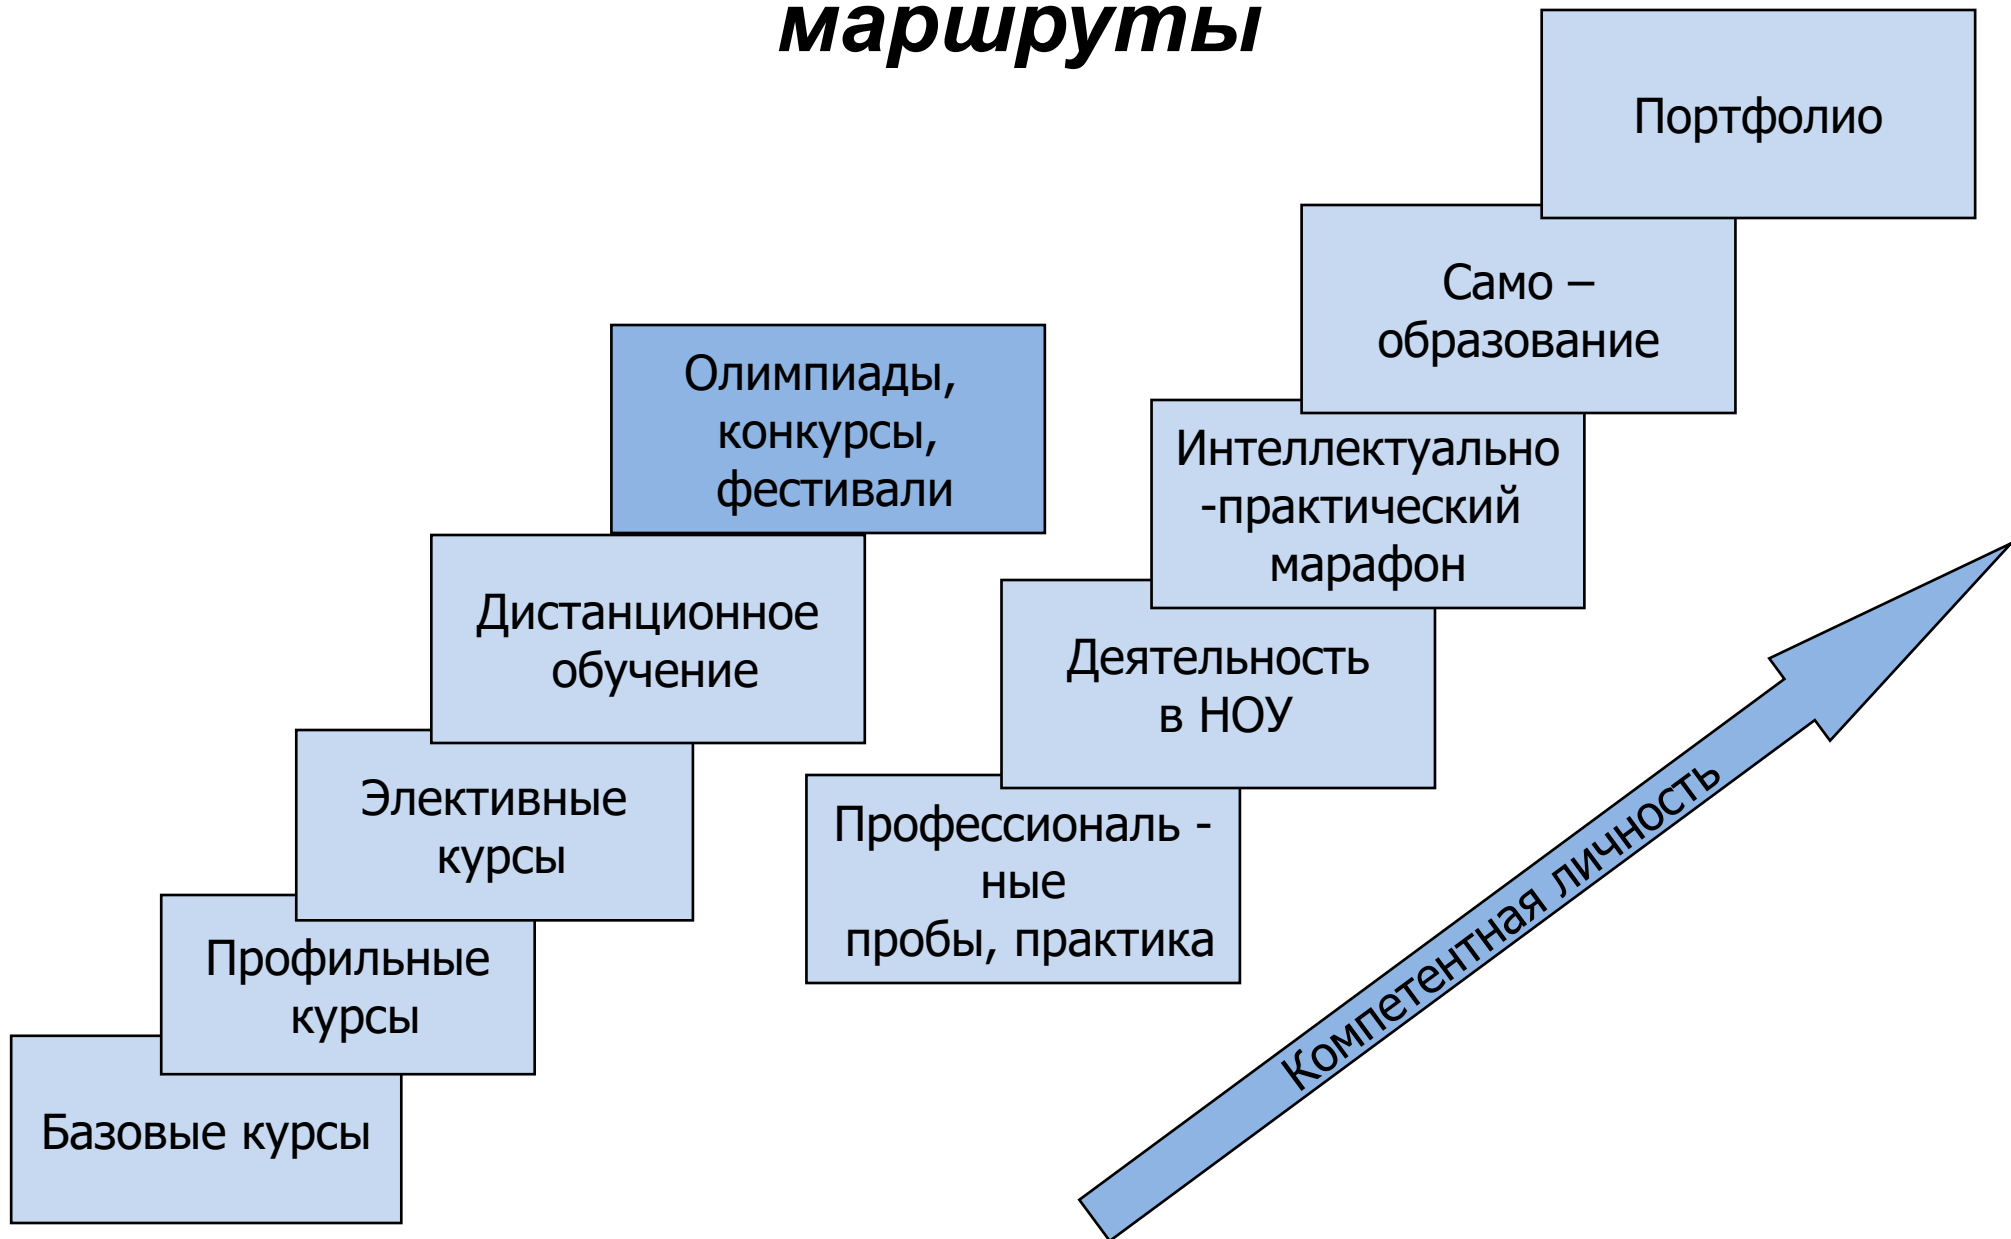 маршруты
Портфолио
Само –
образование
Олимпиады,
конкурсы,
фестивали
Интеллектуально
-практический
марафон
Дистанционное
обучение
Деятельность
в НОУ
Элективные
курсы
Профессиональ -
ные
пробы, практика
Профильные
курсы
Базовые курсы
Компетентная личность